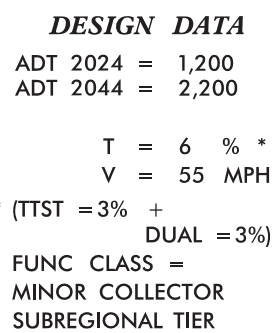 DESIGN DATA
ADT 2024 = 1,200
ADT 2044 = 2,200
T = 6 % *
V = 55 MPH
* (TTST =3% +
DUAL =3%)
FUNC CLASS =
MINOR COLLECTOR
SUBREGIONAL TIER